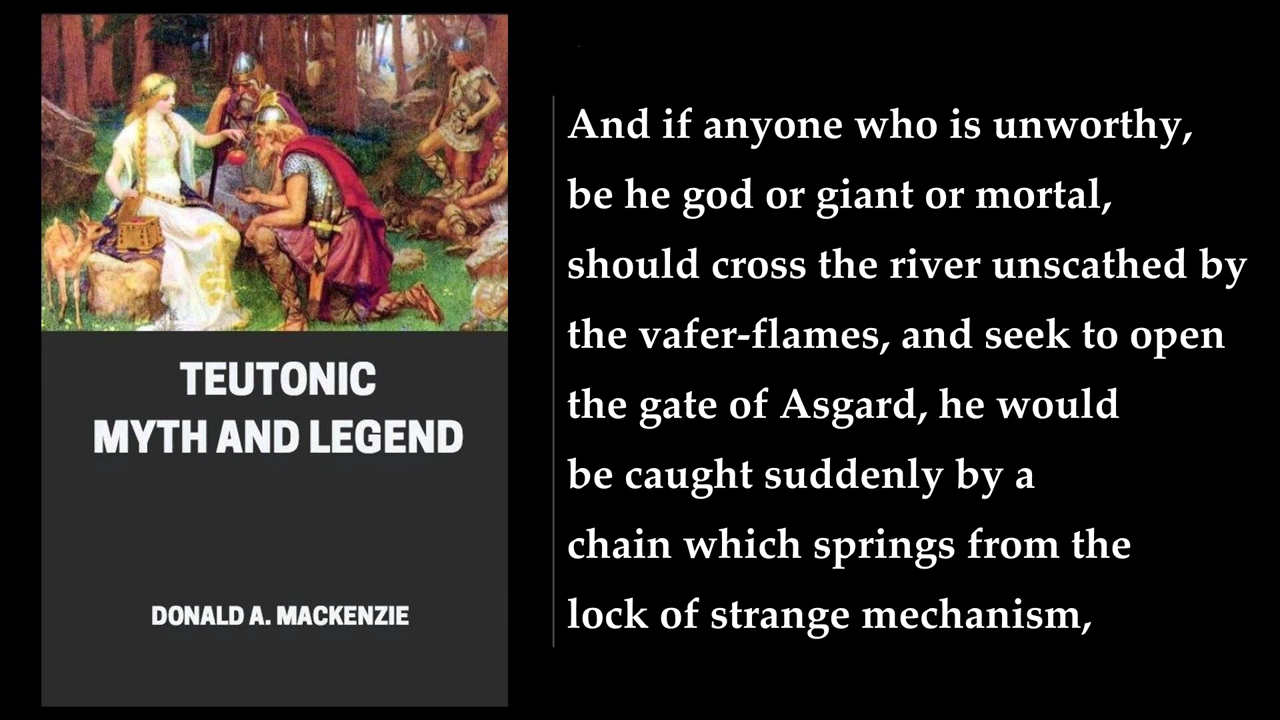 TEUTONIC
MYTH AND LEGEND
DONALD A. MACKENZIE
And if anyone who is unworthy,
be he god or giant or mortal,
should cross the river unscathed by
the vafer-flames, and seek to open
the gate of Asgard, he would
be caught suddenly by a
chain which springs from the
lock of strange mechanism,